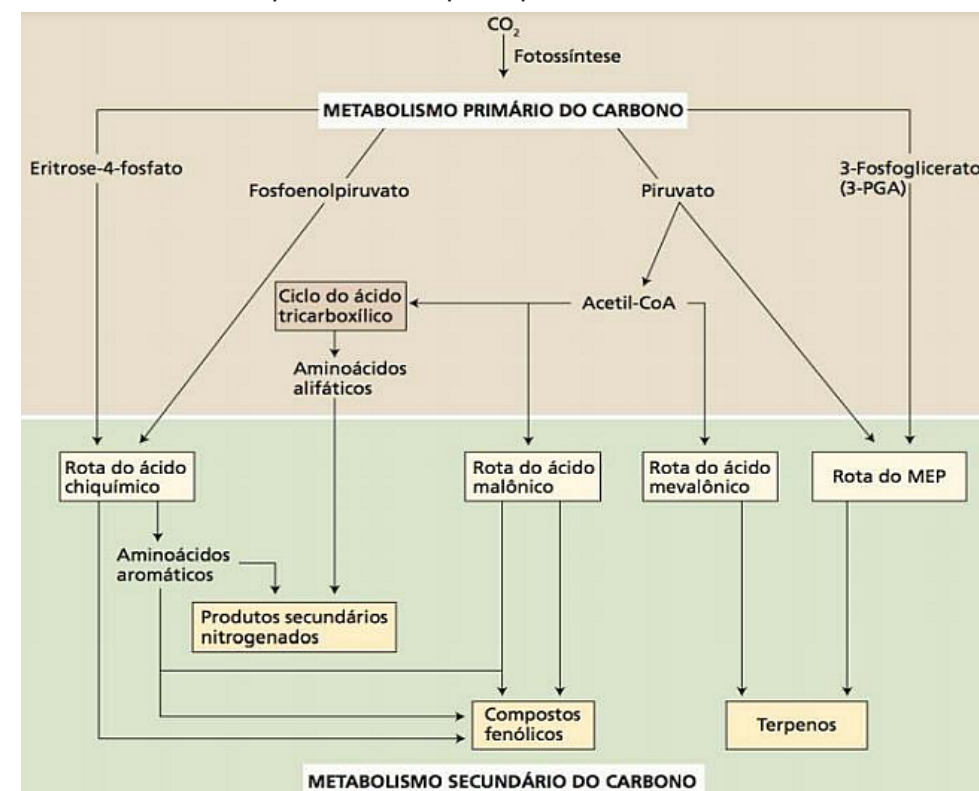 CO2
Fotossíntese
METABOLISMO PRIMÁRIO DO CARBONO
Eritrose-4-fosfato
Fosfoenolpiruvato
Piruvato
3-Fosfoglicerato
(3-PGA)
Ciclo do ácido
tricarboxílico
Acetil-CoA
Aminoácidos
alifáticos
Rota do ácido
chiquímico
Rota do ácido
malônico
Rota do ácido
mevalônico
Rota do MEP
Aminoácidos
aromáticos
Produtos secundários
nitrogenados
Compostos
fenólicos
Terpenos
METABOLISMO SECUNDÁRIO DO CARBONO